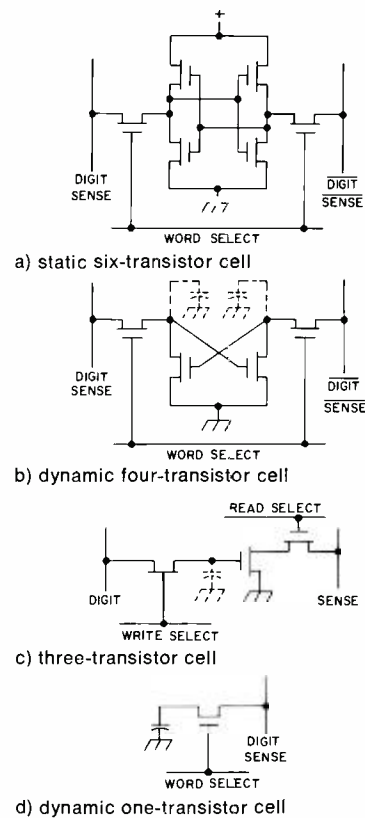 +
DIGIT SENSE
DIGIT SENSE
WORD SELECT
a) static six-transistor cell
DIGIT SENSE
DIGIT SENSE
WORD SELECT
b) dynamic four-transistor cell
READ SELECT
DIGIT
SENSE
WRITE SELECT
c) three-transistor cell
DIGIT SENSE
WORD SELECT
d) dynamic one-transistor cell